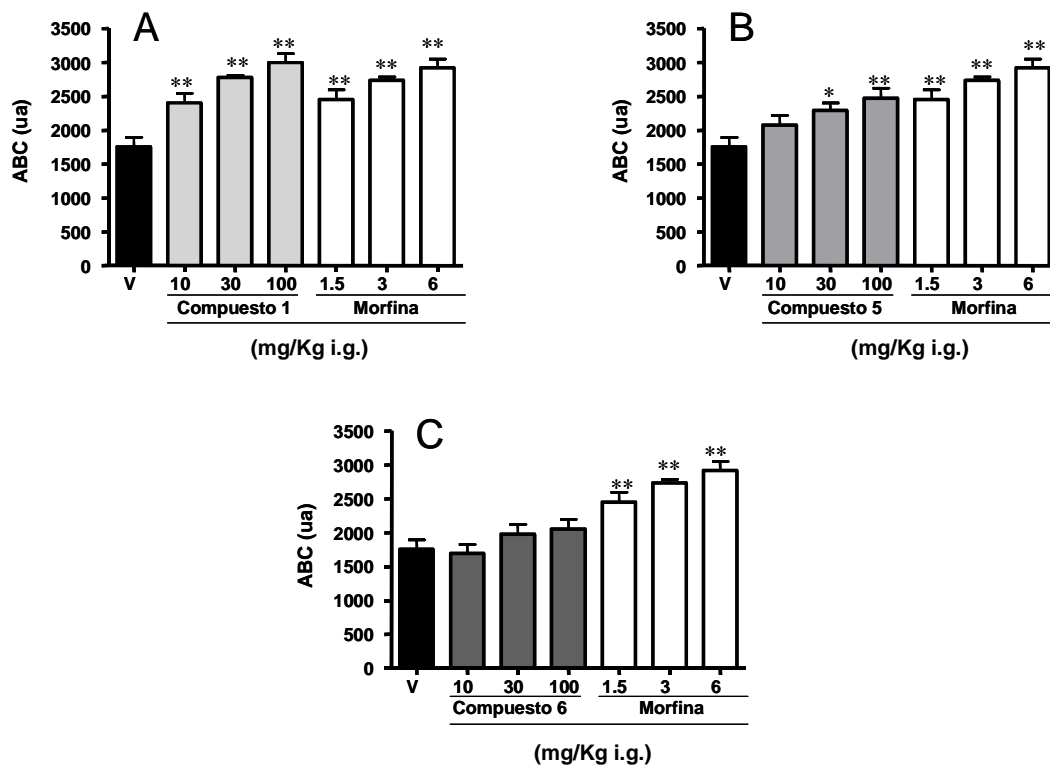 A
ABC (ua)
3500
3000
2500
2000
1500
1000
500
0
** ** ** ** ** **
V 10 30 100 1.5 3 6
Compuesto 1 Morfina
(mg/Kg i.g.)
B
ABC (ua)
3500
3000
2500
2000
1500
1000
500
0
* ** ** ** **
V 10 30 100 1.5 3 6
Compuesto 5 Morfina
(mg/Kg i.g.)
C
ABC (ua)
3500
3000
2500
2000
1500
1000
500
0
** ** **
V 10 30 100 1.5 3 6
Compuesto 6 Morfina
(mg/Kg i.g.)